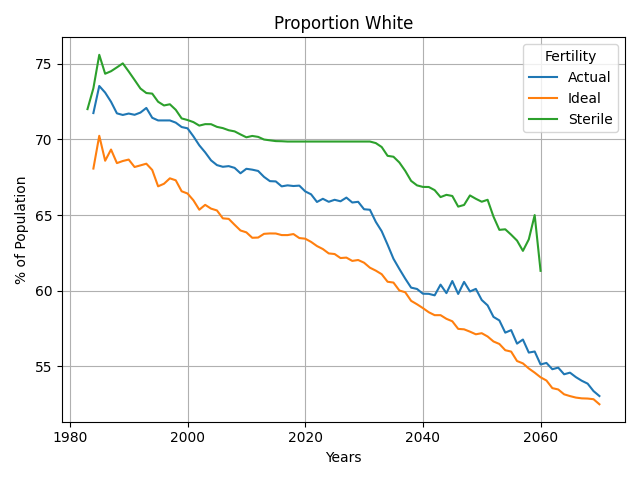 Proportion White
Fertility
Actual
Ideal
Sterile
% of Population
75
70
65
60
55
1980
2000
2020
2040
2060
Years